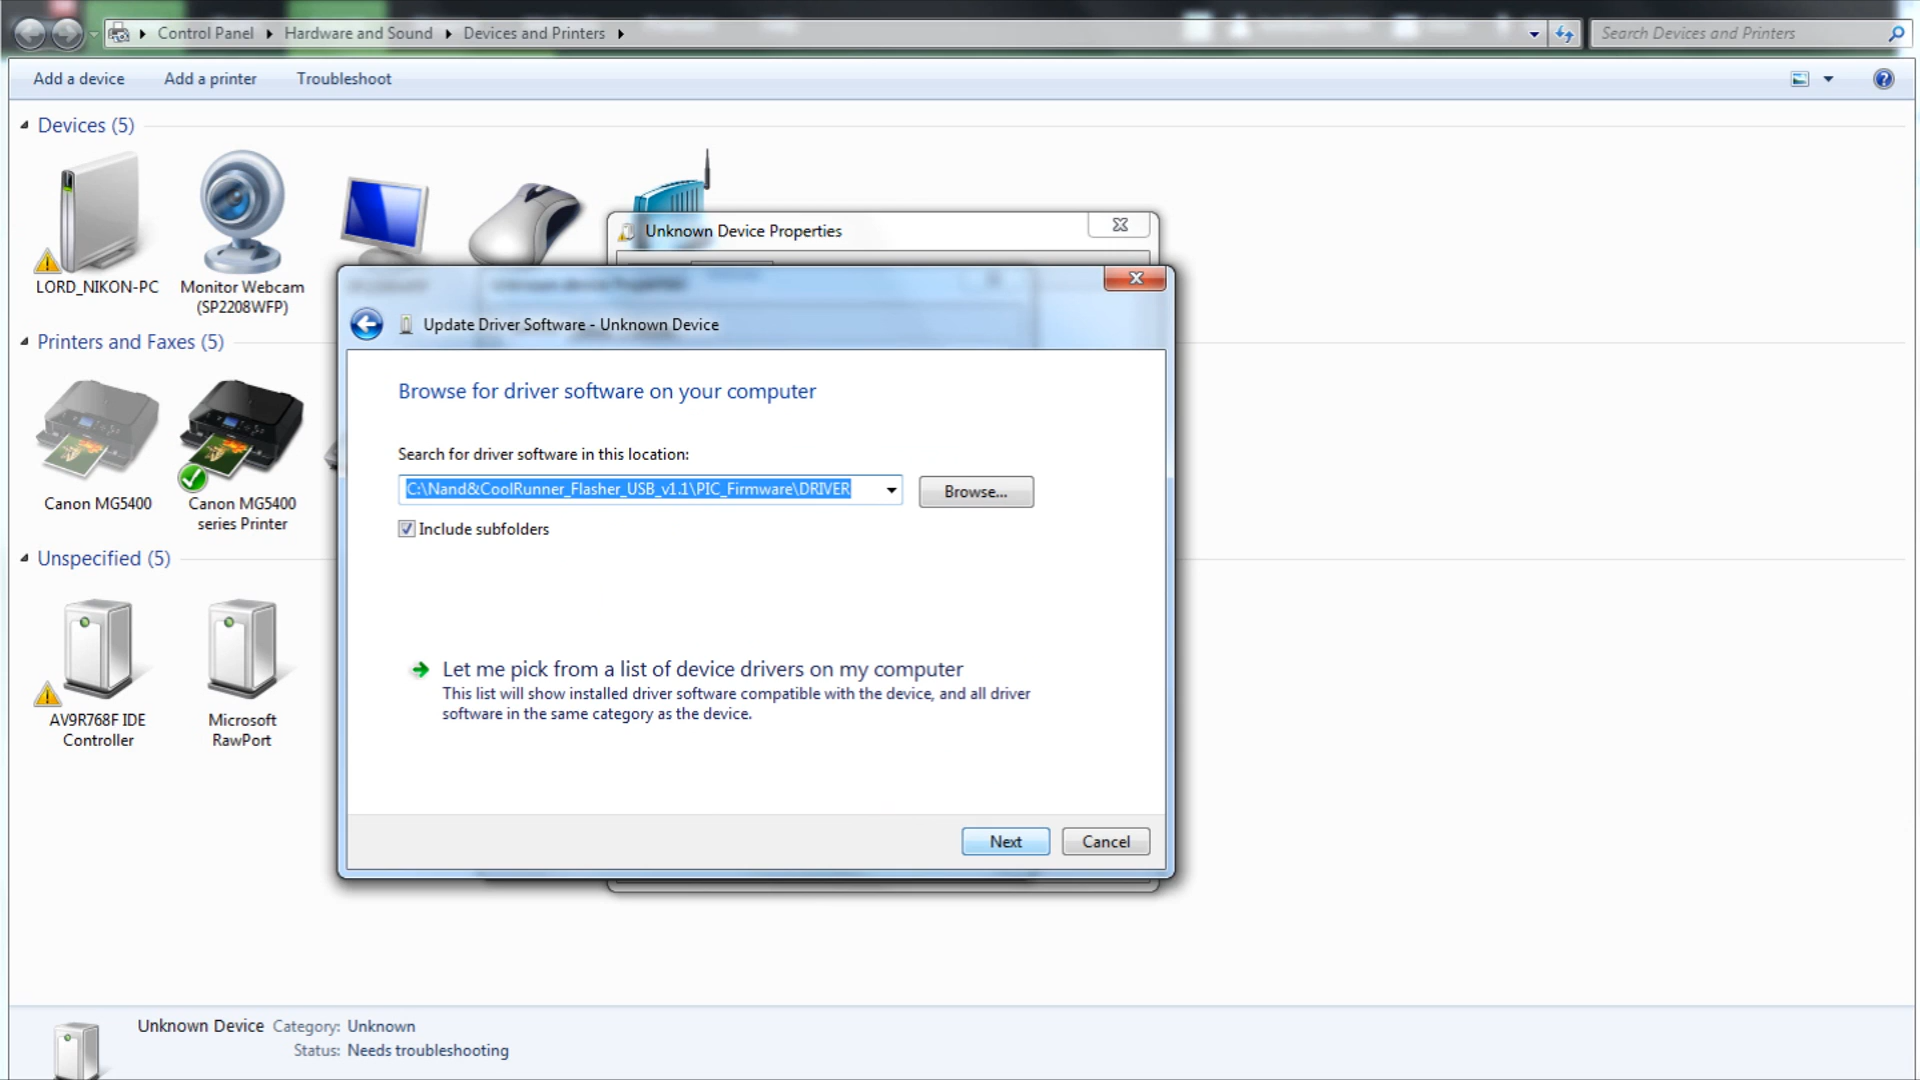 Control Panel Hardware and Sound Devices and Printers
Search Devices and Printers
Add a device Add a printer Troubleshoot
Devices (5)
LORD_NIKON-PC
Monitor Webcam
(SP2208WFP)
Unknown Device Properties
Update Driver Software - Unknown Device
Browse for driver software on your computer
Search for driver software in this location:
C:\Nand&CoolRunner_Flasher_USB_v1.1\PIC_Firmware\DRIVER
Browse...
Include subfolders
Let me pick from a list of device drivers on my computer
This list will show installed driver software compatible with the device, and all driver
software in the same category as the device.
Next Cancel
Printers and Faxes (5)
Canon MG5400
Canon MG5400
series Printer
Unspecified (5)
AV9R768F IDE
Controller
Microsoft
RawPort
Unknown Device Category: Unknown
Status: Needs troubleshooting